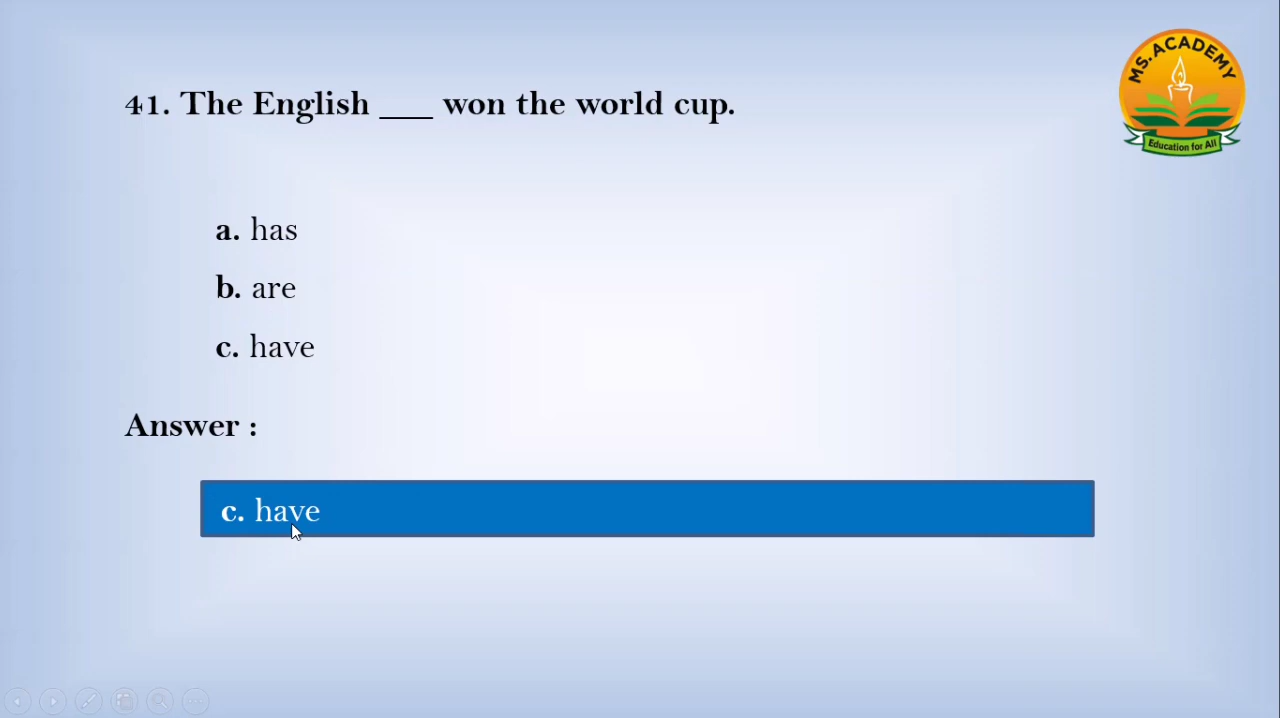 41. The English ___ won the world cup.
MS. ACADEMY
Education for All
a. has
b. are
c. have
Answer :
c. have